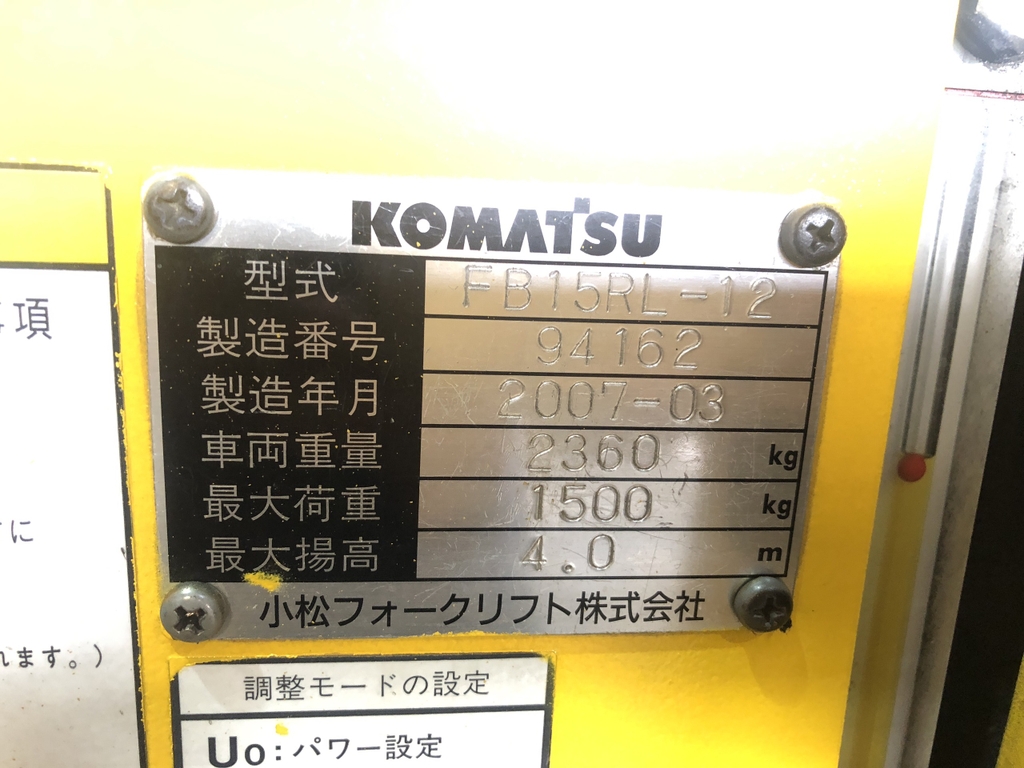 KOMATSU
型式 FB15RL-12
製造番号 94162
製造年月 2007-03
車両重量 2360 kg
最大荷重 1500 kg
最大揚高 4.0 m
小松フォークリフト株式会社
項
に
れます。)
調整モードの設定
Uo:パワー設定